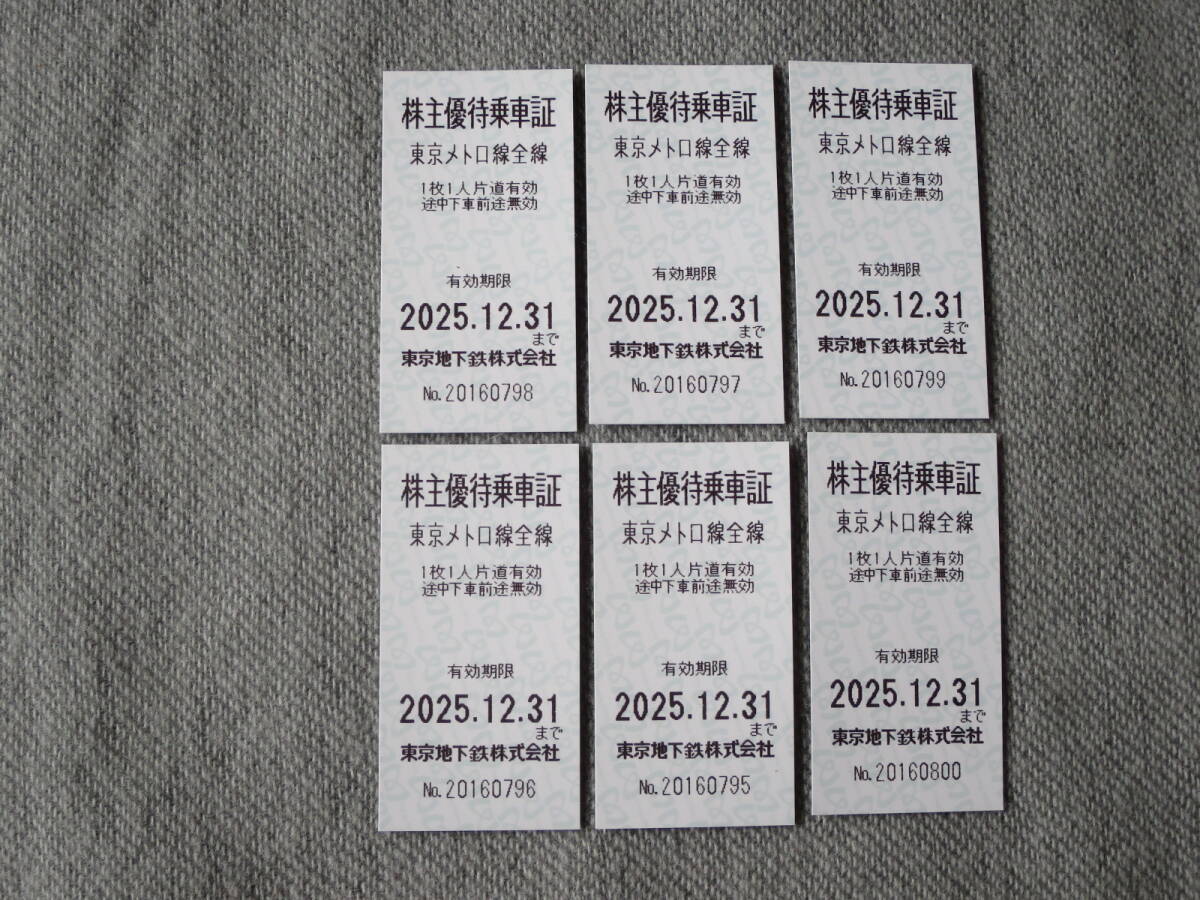 株主優待乗車証
東京メトロ線全線
1枚1人片道有効
途中下車前途無効
有効期限
2025.12.31
まで
東京地下鉄株式会社
No.20160798
株主優待乗車証
東京メトロ線全線
1枚1人片道有効
途中下車前途無効
有効期限
2025.12.31
まで
東京地下鉄株式会社
No.20160797
株主優待乗車証
東京メトロ線全線
1枚1人片道有効
途中下車前途無効
有効期限
2025.12.31
まで
東京地下鉄株式会社
No.20160799
株主優待乗車証
東京メトロ線全線
1枚1人片道有効
途中下車前途無効
有効期限
2025.12.31
まで
東京地下鉄株式会社
No.20160796
株主優待乗車証
東京メトロ線全線
1枚1人片道有効
途中下車前途無効
有効期限
2025.12.31
まで
東京地下鉄株式会社
No.20160795
株主優待乗車証
東京メトロ線全線
1枚1人片道有効
途中下車前途無効
有効期限
2025.12.31
まで
東京地下鉄株式会社
No.20160800